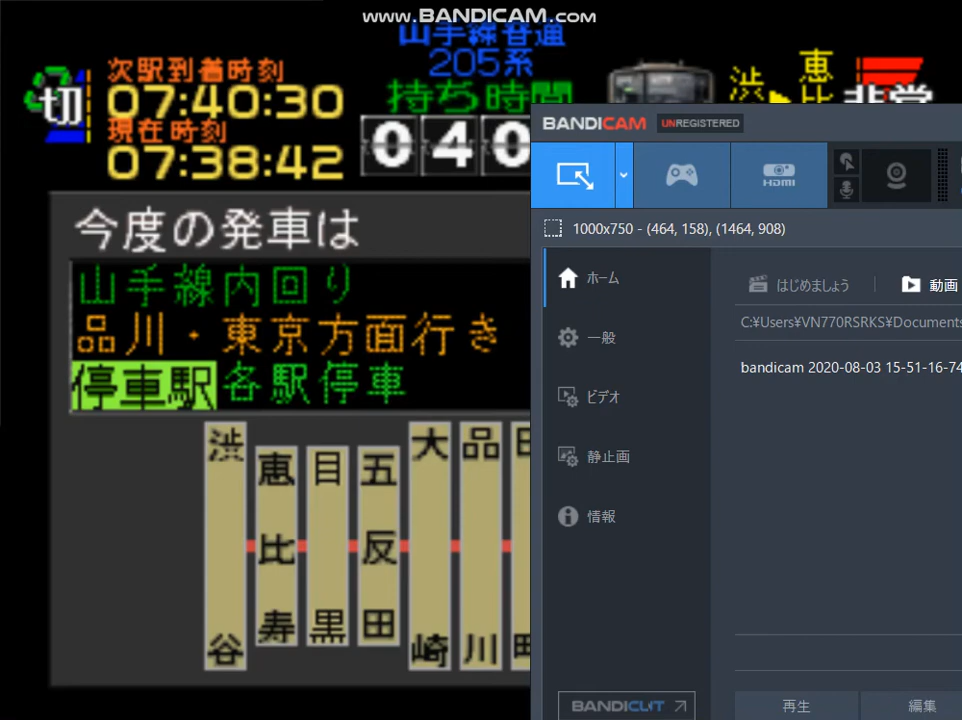 www.BANDICAM.com
山手線普通
205系
次駅到着時刻
07:40:30
現在時刻
07:38:42
切
持ち時間
040
渋
恵比
非常
今度の発車は
山手線内回り
品川・東京方面行き
停車駅 各駅停車
渋谷
恵比寿
目黒
五反田
大崎
品川
BANDICAM UNREGISTERED
HDMI
1000x750 - (464, 158), (1464, 908)
ホーム
はじめましょう
動画
一般
C:¥Users¥VN770RSRKS¥Documents
bandicam 2020-08-03 15-51-16-74
ビデオ
静止画
情報
BANDICUT
再生
編集